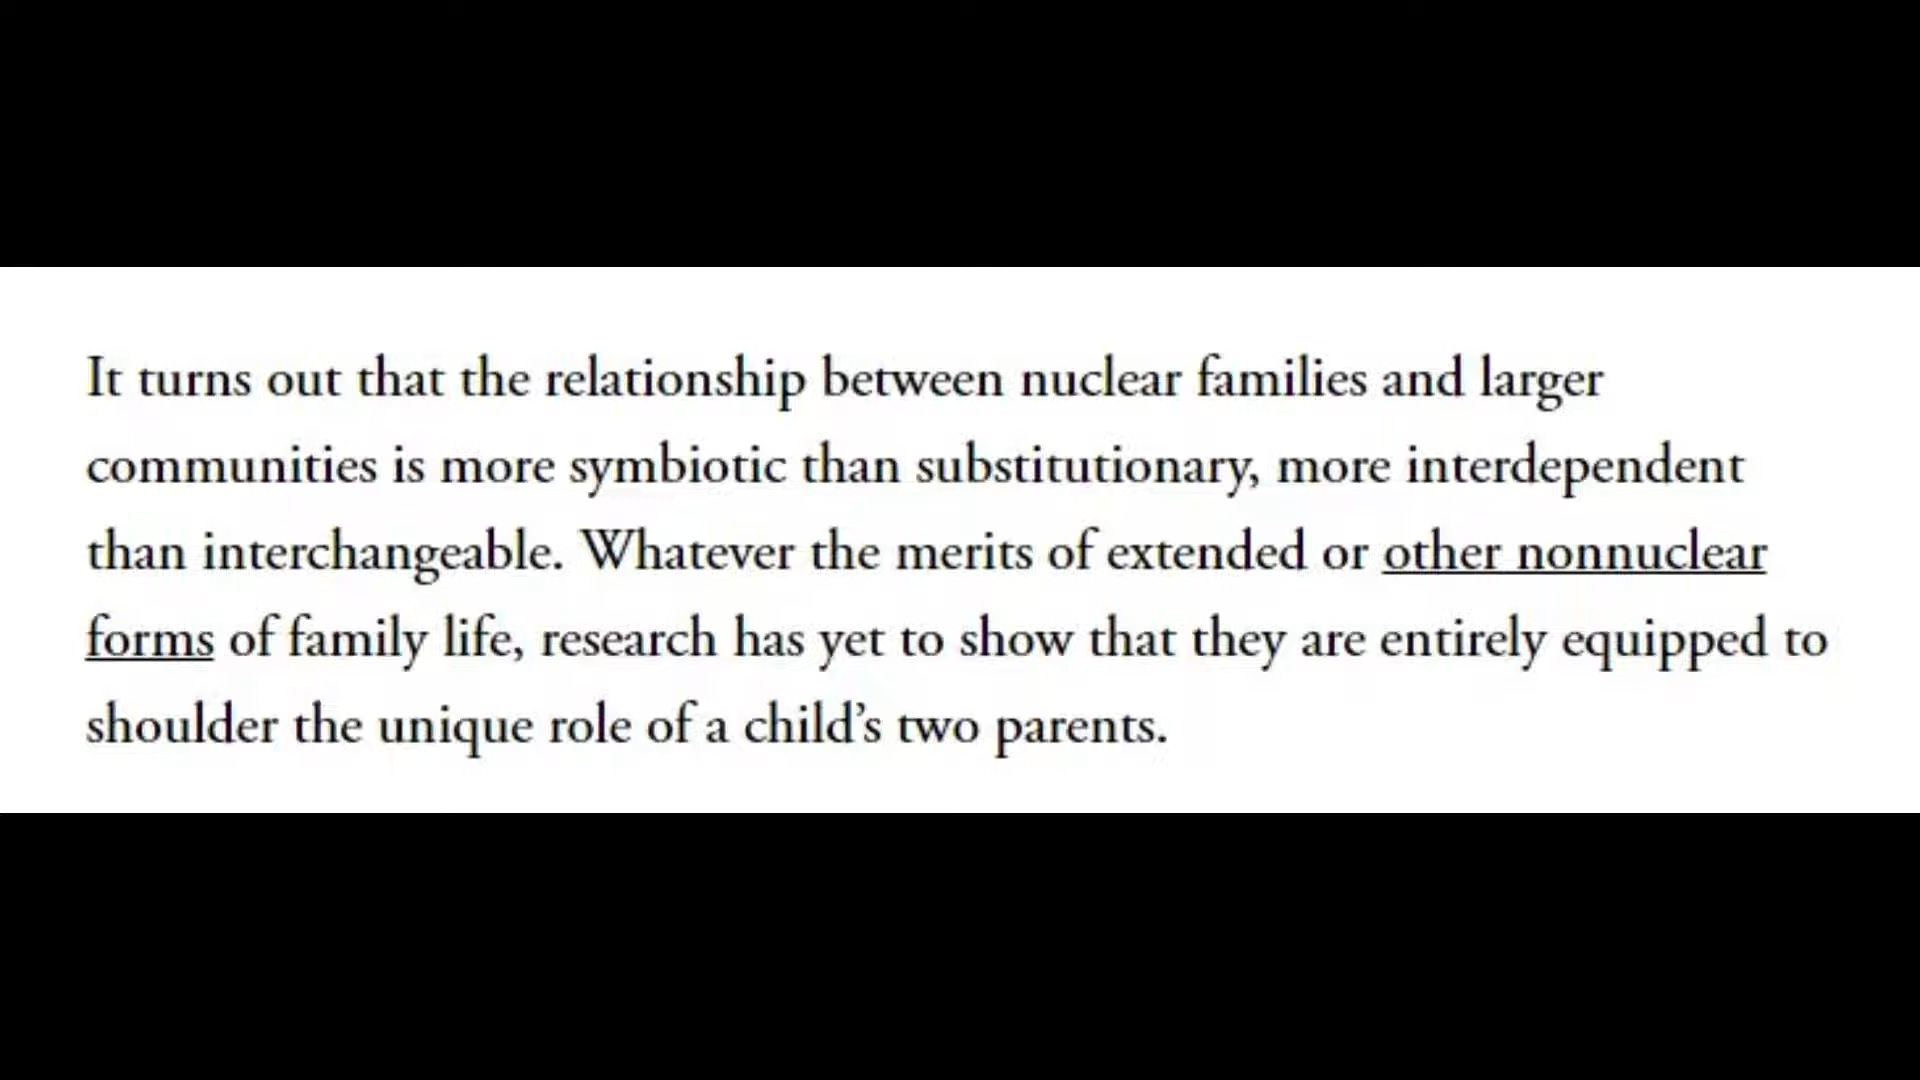 It turns out that the relationship between nuclear families and larger
communities is more symbiotic than substitutionary, more interdependent
than interchangeable. Whatever the merits of extended or other nonnuclear
forms of family life, research has yet to show that they are entirely equipped to
shoulder the unique role of a child’s two parents.